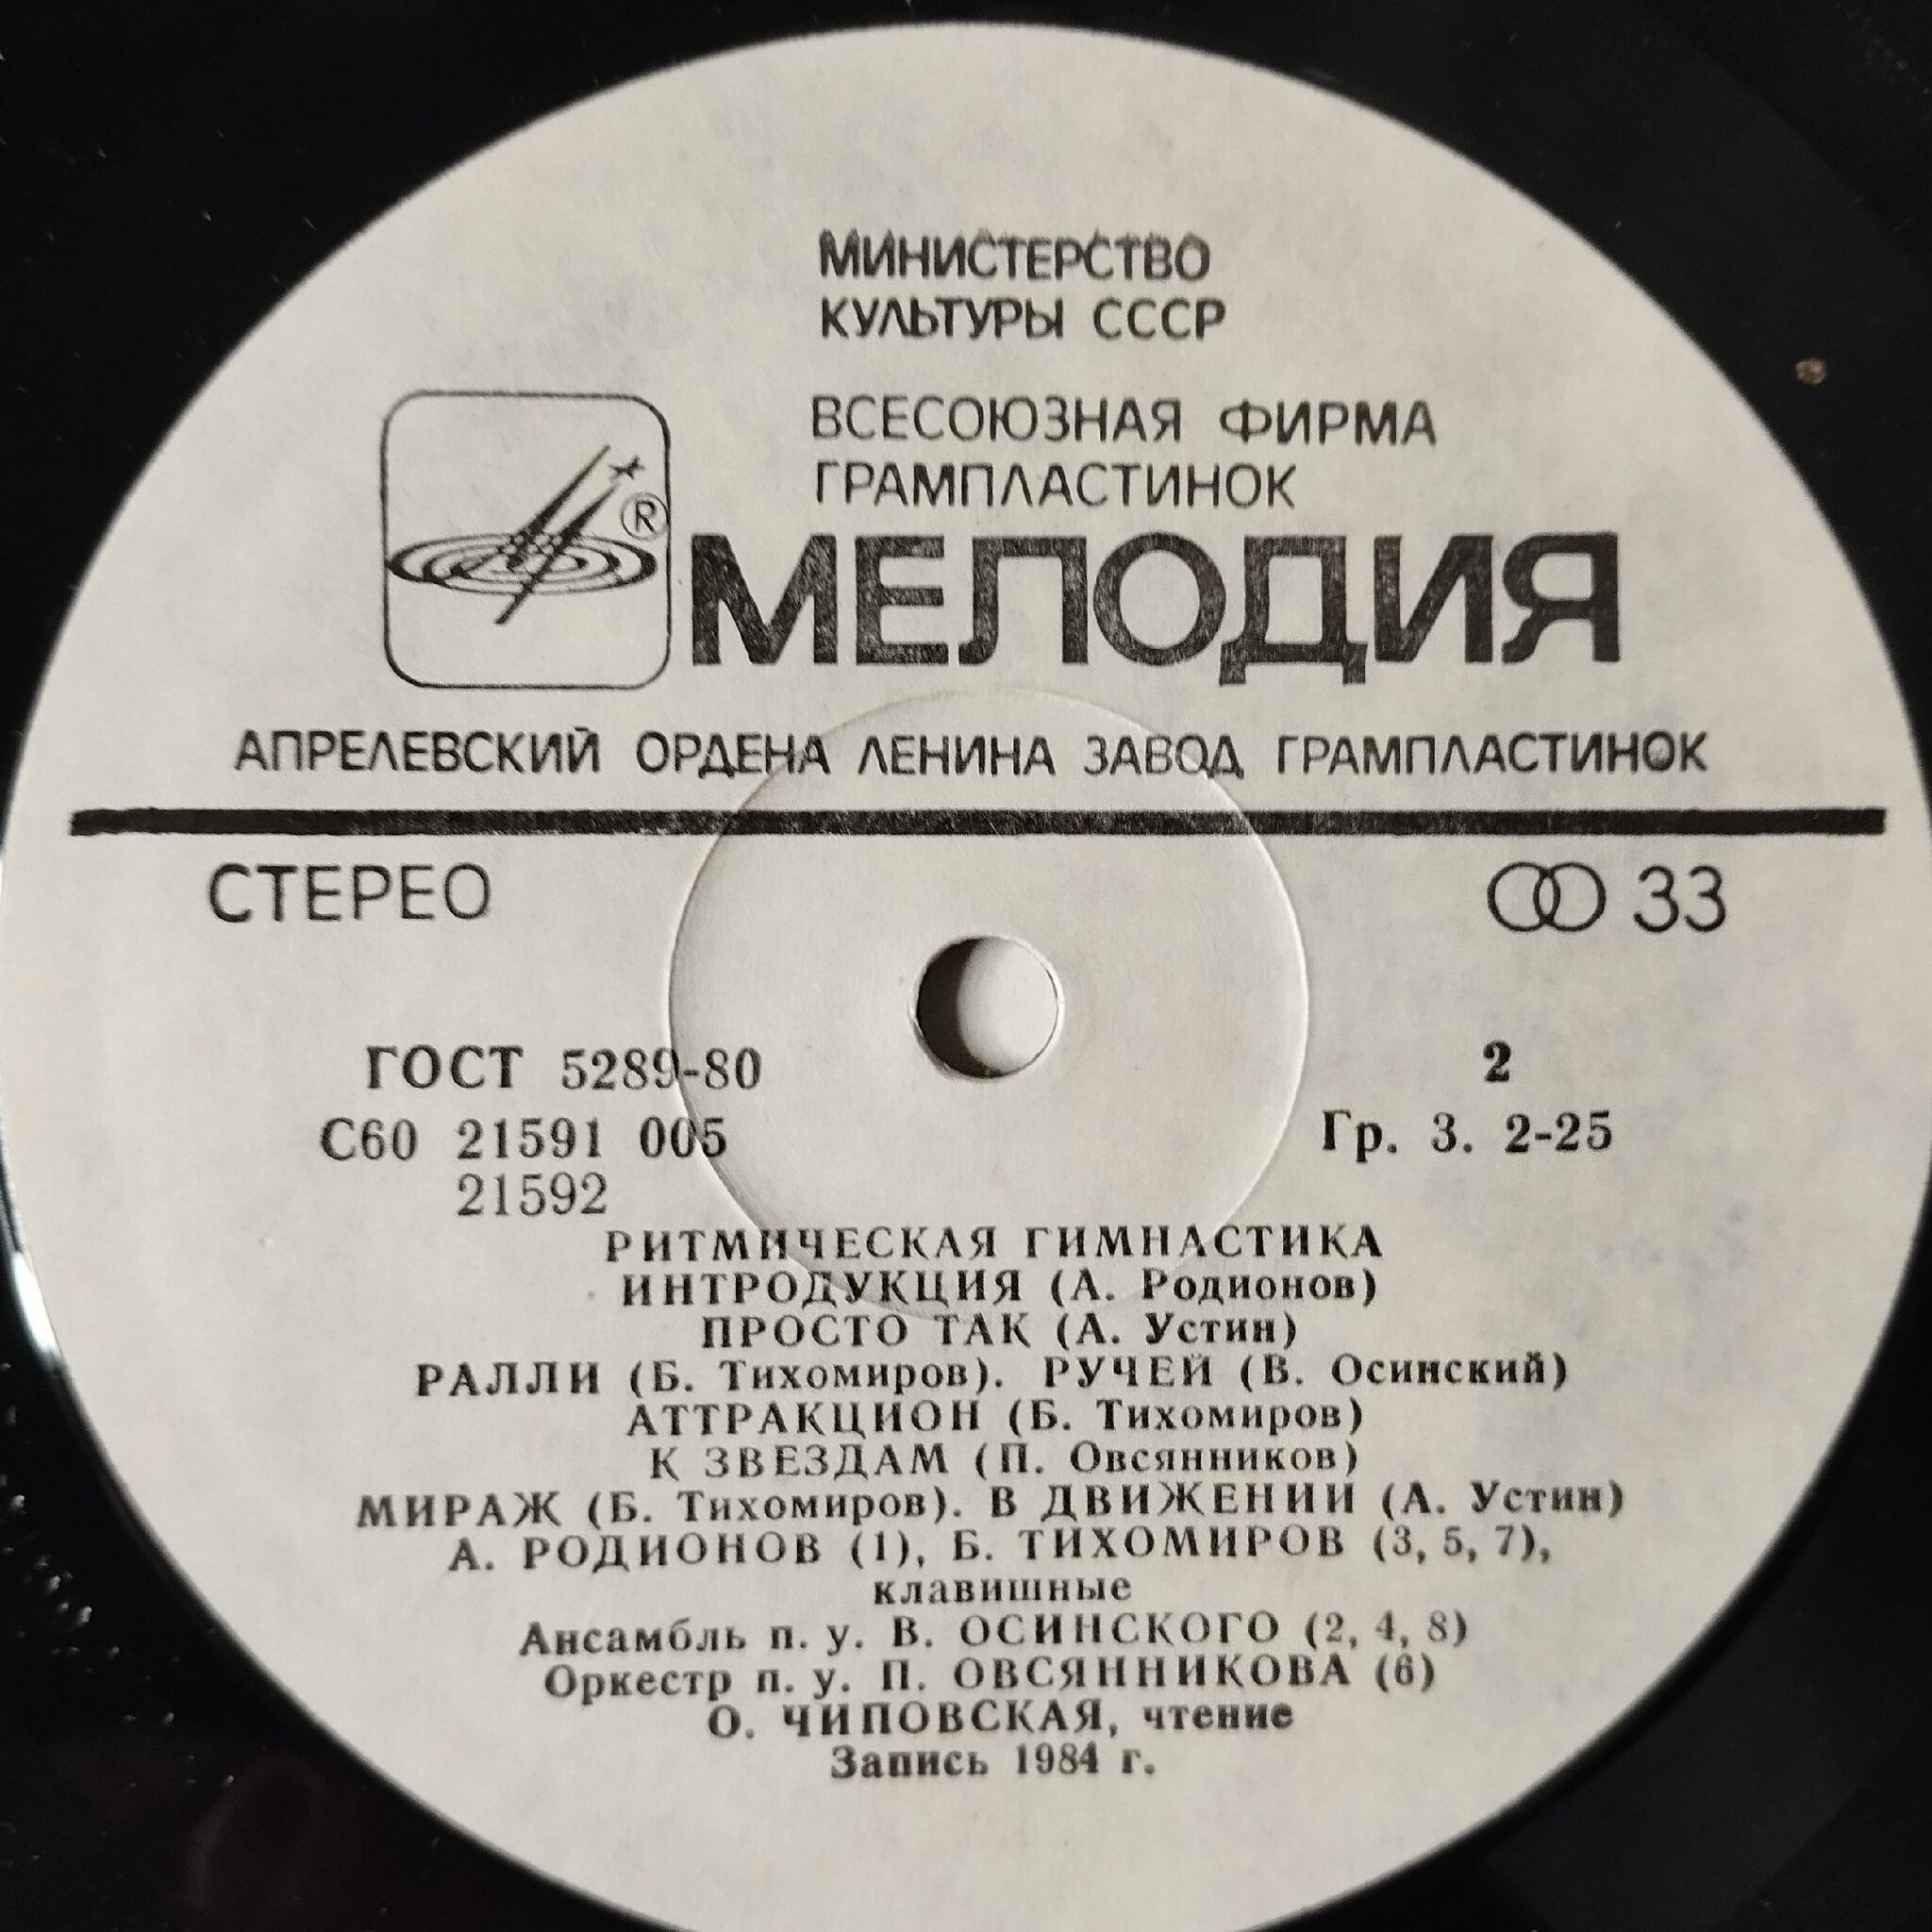 МИНИСТЕРСТВО
КУЛЬТУРЫ СССР
ВСЕСОЮЗНАЯ ФИРМА
ГРАМПЛАСТИНОК
®
МЕЛОДИЯ
АПРЕЛЕВСКИЙ ОРДЕНА ЛЕНИНА ЗАВОД ГРАМПЛАСТИНОК
СТЕРЕО 33
ГОСТ 5289-80 2
С60 21591 005 Гр. 3. 2-25
21592
РИТМИЧЕСКАЯ ГИМНАСТИКА
ИНТРОДУКЦИЯ (А. Родионов)
ПРОСТО ТАК (А. Устин)
РАЛЛИ (Б. Тихомиров). РУЧЕЙ (В. Осинский)
АТТРАКЦИОН (Б. Тихомиров)
К ЗВЕЗДАМ (П. Овсянников)
МИРАЖ (Б. Тихомиров). В ДВИЖЕНИИ (А. Устин)
А. РОДИОНОВ (1), Б. ТИХОМИРОВ (3, 5, 7),
клавишные
Ансамбль п. у. В. ОСИНСКОГО (2, 4, 8)
Оркестр п. у. П. ОВСЯННИКОВА (6)
О. ЧИПОВСКАЯ, чтение
Запись 1984 г.